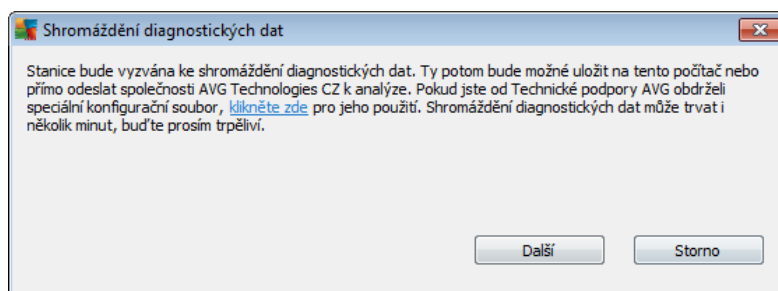 Shromáždění diagnostických dat
Stanice bude vyzvána ke shromáždění diagnostických dat. Ty potom bude možné uložit na tento počítač nebo
přímo odeslat společnosti AVG Technologies CZ k analýze. Pokud jste od Technické podpory AVG obdrželi
speciální konfigurační soubor, klikněte zde pro jeho použití. Shromáždění diagnostických dat může trvat i
několik minut, buďte prosím trpěliví.
Další Storno